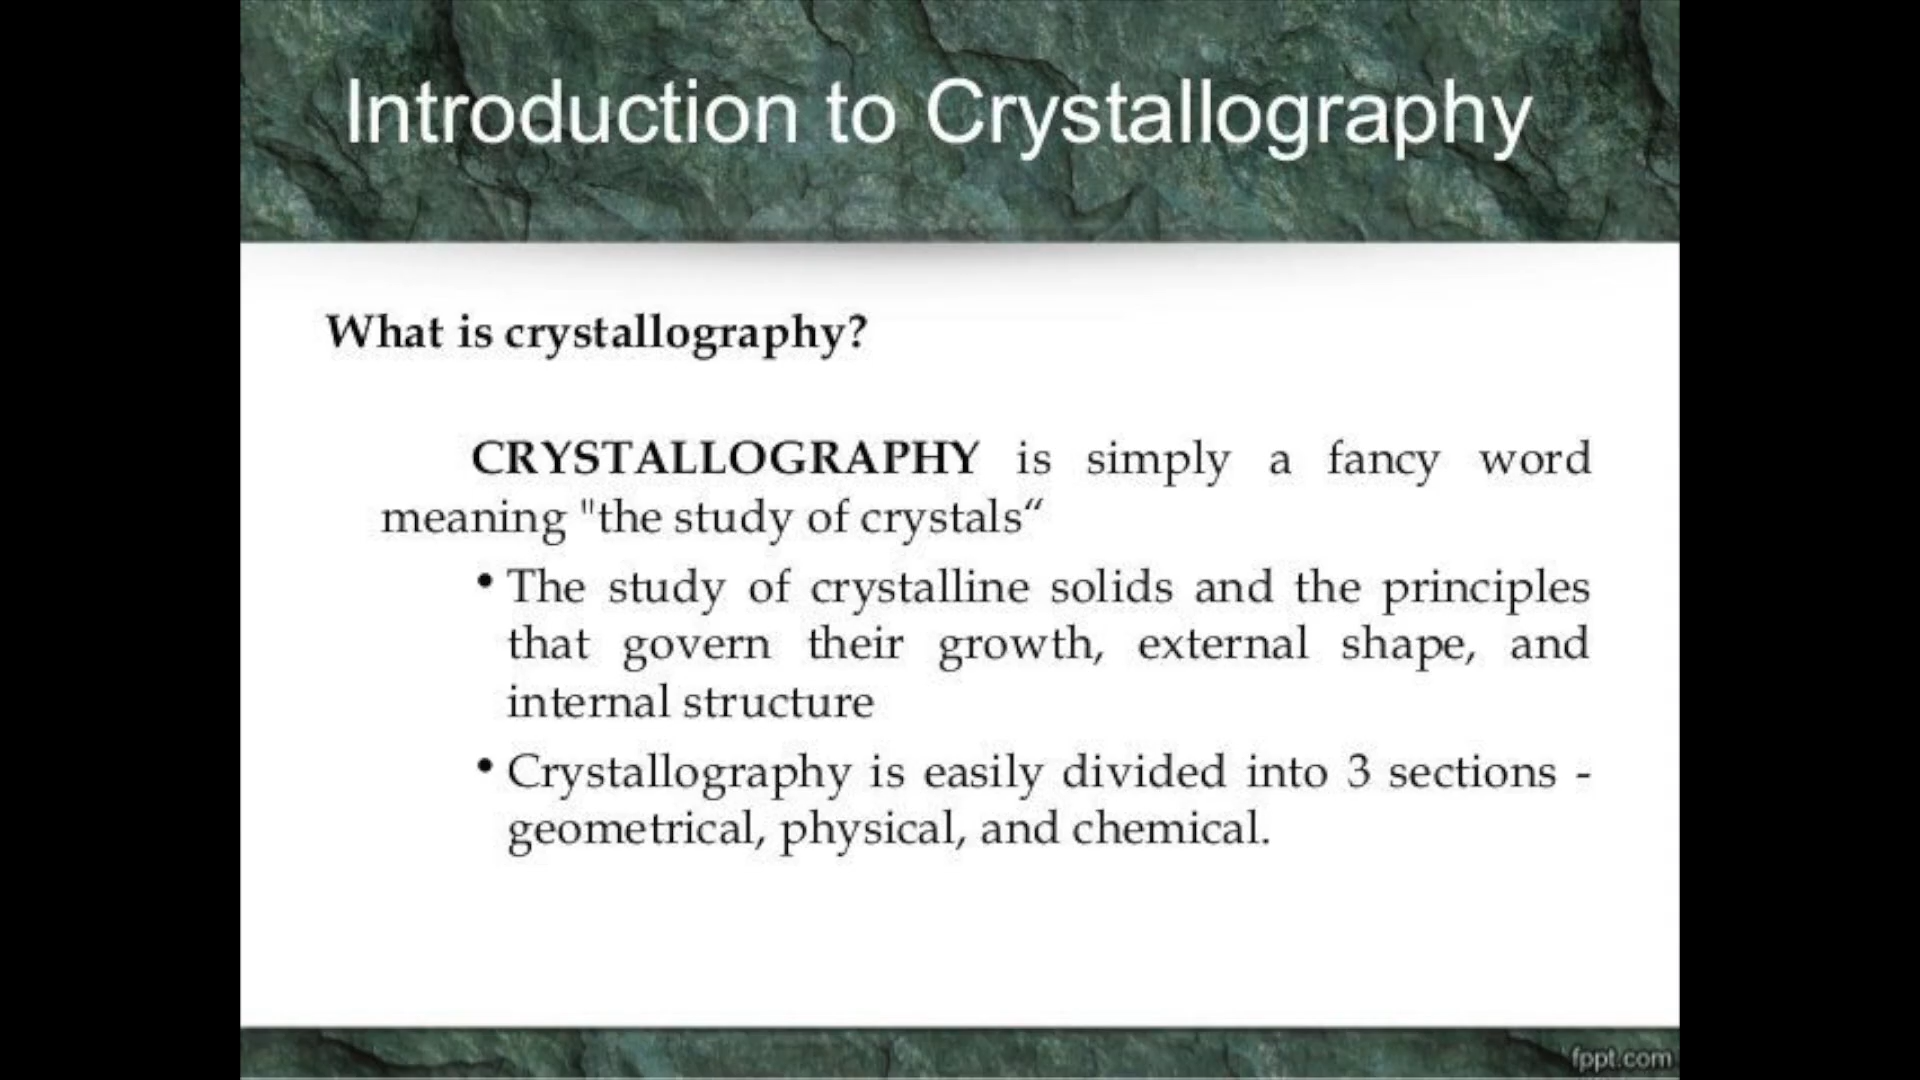 Introduction to Crystallography
What is crystallography?
CRYSTALLOGRAPHY is simply a fancy word
meaning "the study of crystals“
• The study of crystalline solids and the principles
that govern their growth, external shape, and
internal structure
• Crystallography is easily divided into 3 sections -
geometrical, physical, and chemical.
fppt.com